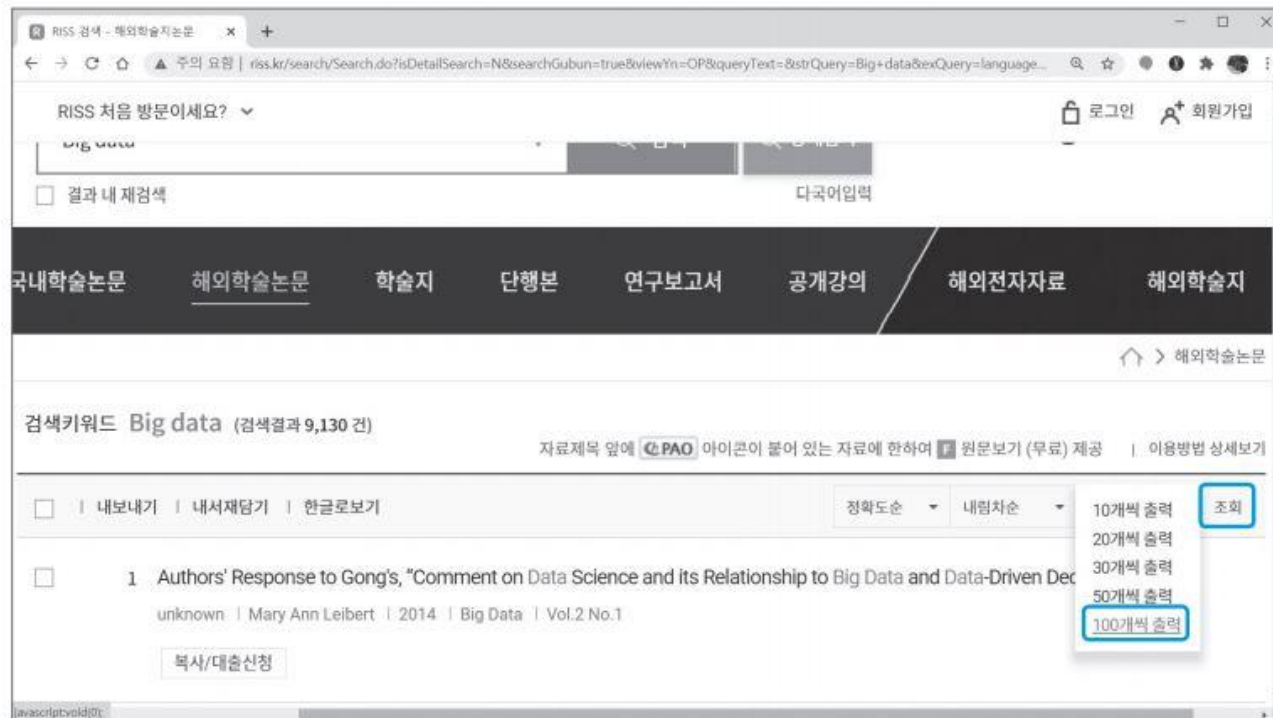 RISS 검색 - 해외학술지논문
주의 요함 | riss.kr/search/Search.do?isDetailSearch=N&searchGubun=true&viewYn=OP&queryText=&strQuery=Big+data&exQuery=language...
RISS 처음 방문이세요?
로그인 회원가입
Big data
결과 내 재검색 다국어입력
국내학술논문 해외학술논문 학술지 단행본 연구보고서 공개강의 해외전자자료 해외학술지
> 해외학술논문
검색키워드 Big data (검색결과 9,130 건)
자료제목 앞에 PAO 아이콘이 붙어 있는 자료에 한하여 F 원문보기 (무료) 제공 | 이용방법 상세보기
| 내보내기 | 내서재담기 | 한글로보기 정확도순 내림차순 조회
10개씩 출력
20개씩 출력
30개씩 출력
50개씩 출력
100개씩 출력
1 Authors' Response to Gong's, "Comment on Data Science and its Relationship to Big Data and Data-Driven Dec
unknown | Mary Ann Leibert | 2014 | Big Data | Vol.2 No.1
복사/대출신청
javascript:void(0);